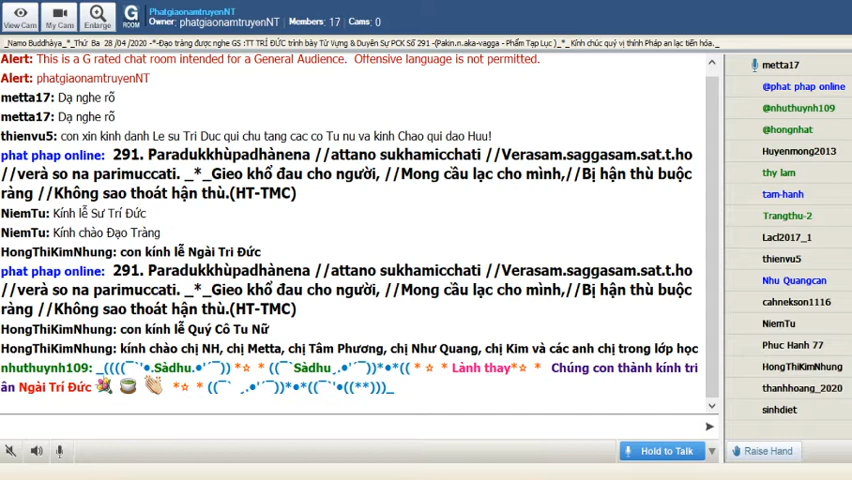 View Cam
My Cam
Enlarge
G ROOM
PhatgiaonamtruyenNT
Owner: phatgiaonamtruyenNT Members: 17 Cams: 0
_Namo Buddhàya_*_Thứ Ba 28 /04 /2020 -*-Đạo tràng được nghe GS :TT TRÍ ĐỨC trình bày Từ Vựng & Duyên Sự PCK Số 291 -(Pakin.n.aka-vagga - Phẩm Tạp Lục )_*_ Kính chúc quý vị thính Pháp an lạc tiến hóa._
Alert: This is a G rated chat room intended for a General Audience. Offensive language is not permitted.
Alert: phatgiaonamtruyenNT
metta17: Dạ nghe rõ
metta17: Dạ nghe rõ
thienvu5: con xin kinh danh Le su Tri Duc qui chu tang cac co Tu nu va kinh Chao qui dao Huu!
phat phap online: 291. Paradukkhùpadhànena //attano sukhamicchati //Verasam.saggasam.sat.t.ho
//verà so na parimuccati. _*_Gieo khổ đau cho người, //Mong cầu lạc cho mình,//Bị hận thù buộc
ràng //Không sao thoát hận thù.(HT-TMC)
NiemTu: Kính lễ Sư Trí Đức
NiemTu: Kính chào Đạo Tràng
HongThiKimNhung: con kính lễ Ngài Tri Đức
phat phap online: 291. Paradukkhùpadhànena //attano sukhamicchati //Verasam.saggasam.sat.t.ho
//verà so na parimuccati. _*_Gieo khổ đau cho người, //Mong cầu lạc cho mình,//Bị hận thù buộc
ràng //Không sao thoát hận thù.(HT-TMC)
HongThiKimNhung: con kính lễ Quý Cô Tu Nữ
HongThiKimNhung: kính chào chị NH, chị Metta, chị Tâm Phương, chị Như Quang, chị Kim và các anh chị trong lớp học
nhuthuynh109: _((((¯`'•.Sàdhu.•'´¯)) *☆ * ((¯`Sàdhu¸.•'´¯)*•*(( * ☆ * Lành thay*☆ * Chúng con thành kính tri
ân Ngài Trí Đức 💐 🍵 👏 *☆ * ((¯` ¸.•'´¯))*•*((¯`•((**)))_
Hold to Talk
metta17
@phat phap online
@nhuthuynh109
@hongnhat
Huyenmong2013
thy lam
tam-hanh
Trangthu-2
Lacl2017_1
thienvu5
Nhu Quangcan
cahnekson1116
NiemTu
Phuc Hanh 77
HongThiKimNhung
thanhhoang_2020
sinhdiet
Raise Hand